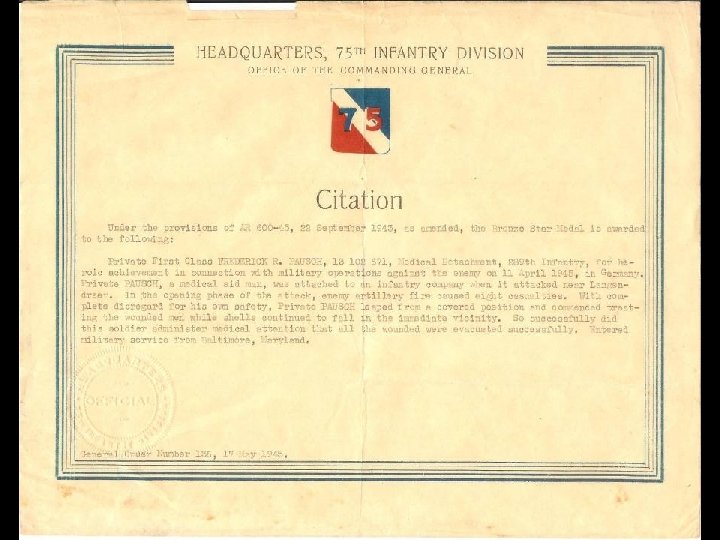 HEADQUARTERS, 75TH INFANTRY DIVISION
OFFICE OF THE COMMANDING GENERAL
75
Citation
Under the provisions of AR 600-45, 22 September 1943, as amended, the Bronze Star Medal is awarded
to the following:
Private First Class FREDERICK R. PAUSCH, 13 102 571, Medical Detachment, 289th Infantry, for he-
roic achievement in connection with military operations against the enemy on 11 April 1945, in Germany.
Private PAUSCH, a medical aid man, was attached to an infantry company when it attacked near
In the opening phase of the attack, enemy artillery fire caused eight casualties. With com-
plete disregard for his own safety, Private PAUSCH leaped from a covered position and commenced treat-
ing the wounded men while shells continued to fall in the immediate vicinity. So successfully did
this soldier administer medical attention that all the wounded were evacuated successfully. Entered
military service from Baltimore, Maryland.
OFFICIAL
General Order Number 17 May 1945.